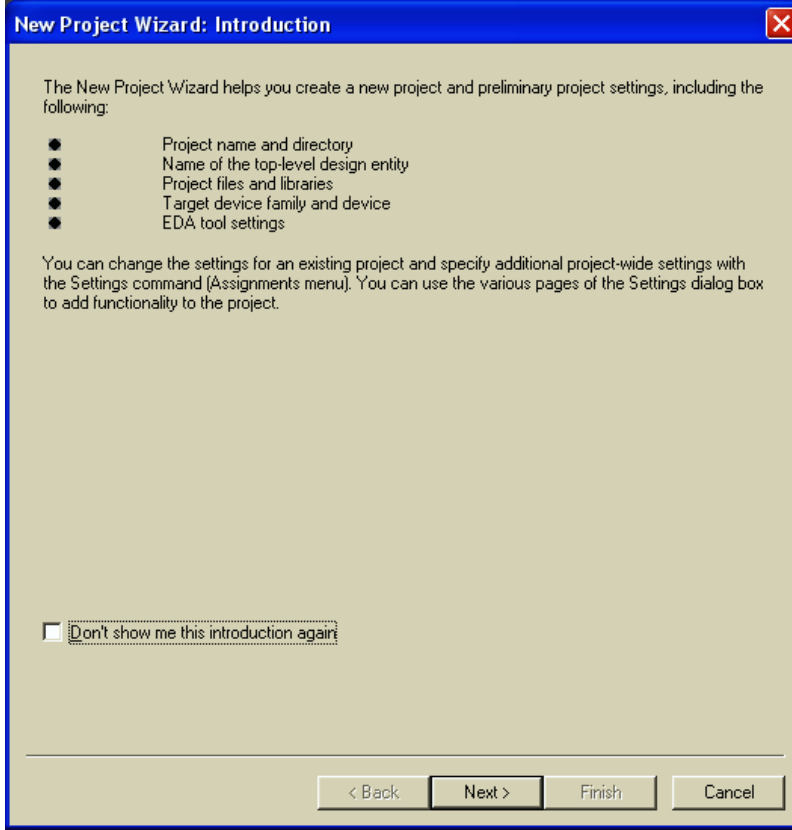 New Project Wizard: Introduction
The New Project Wizard helps you create a new project and preliminary project settings, including the
following:
Project name and directory
Name of the top-level design entity
Project files and libraries
Target device family and device
EDA tool settings
You can change the settings for an existing project and specify additional project-wide settings with
the Settings command (Assignments menu). You can use the various pages of the Settings dialog box
to add functionality to the project.
Don't show me this introduction again
< Back Next > Finish Cancel